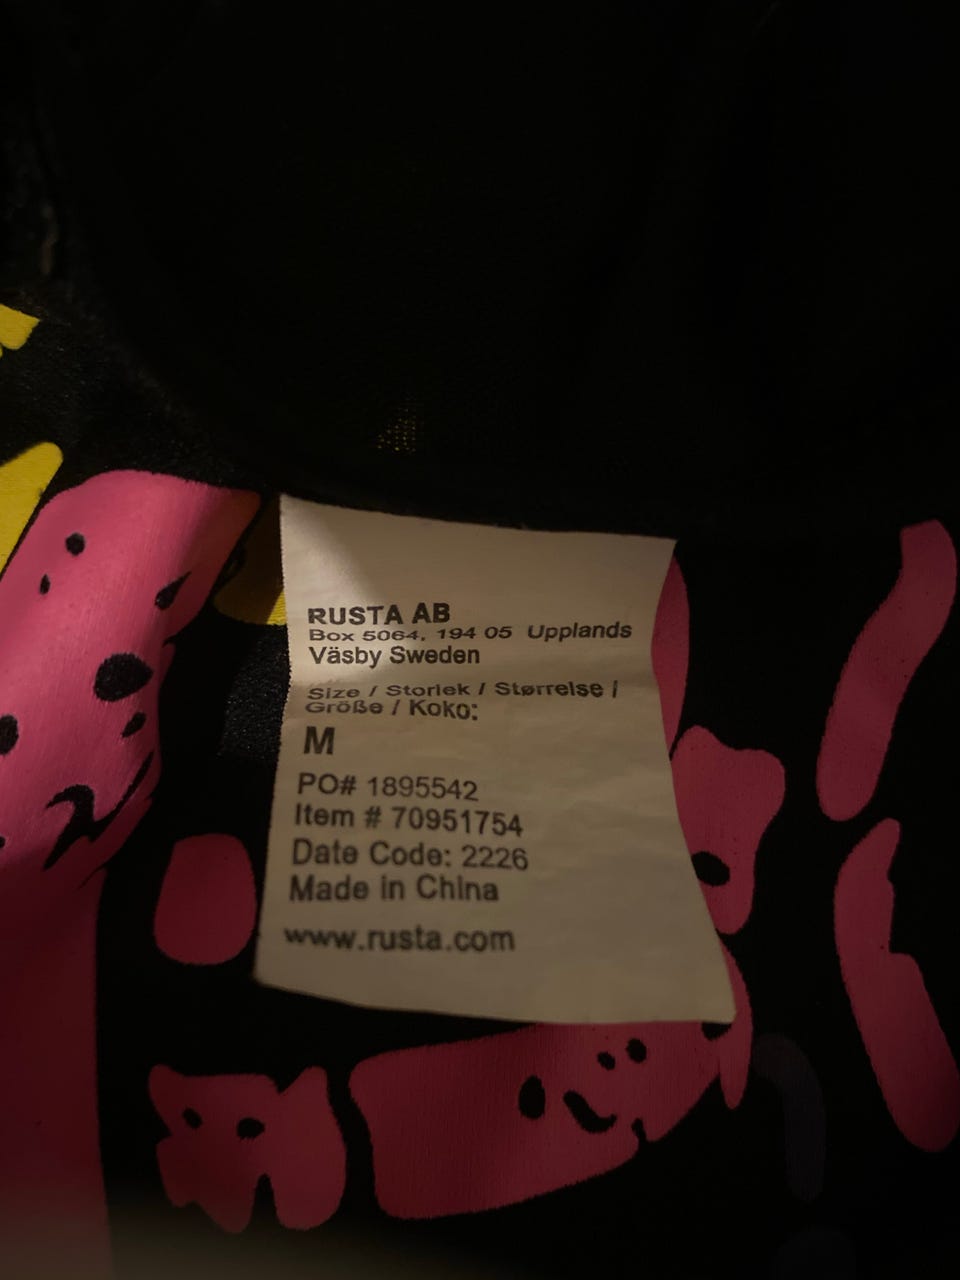 RUSTA AB
Box 5064, 194 05 Upplands
Väsby Sweden
Size / Storlek / Størrelse /
Größe / Koko:
M
PO# 1895542
Item # 70951754
Date Code: 2226
Made in China
www.rusta.com